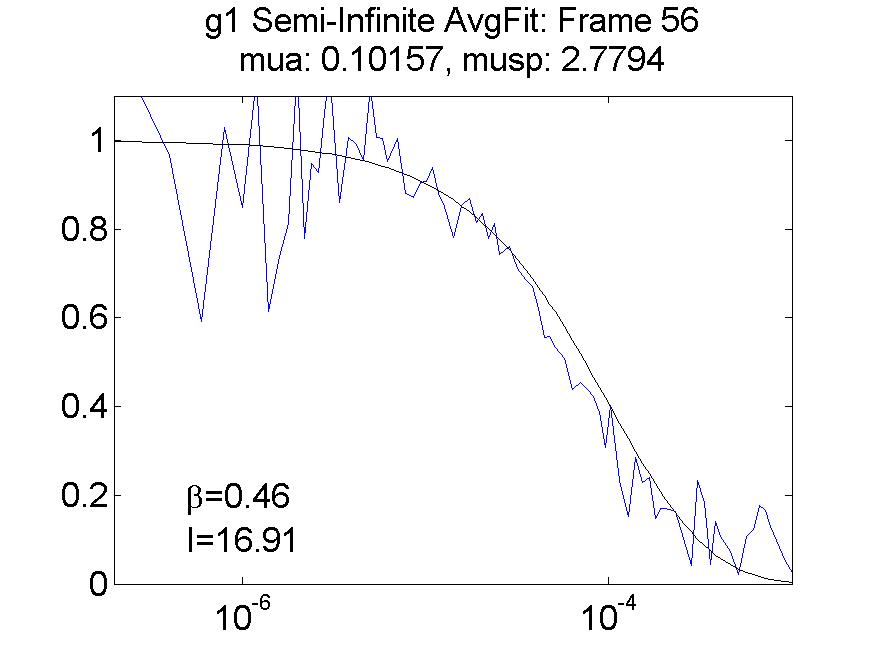 g1 Semi-Infinite AvgFit: Frame 56
mua: 0.10157, musp: 2.7794
1
0.8
0.6
0.4
0.2
0
β=0.46
I=16.91
10^-6
10^-4